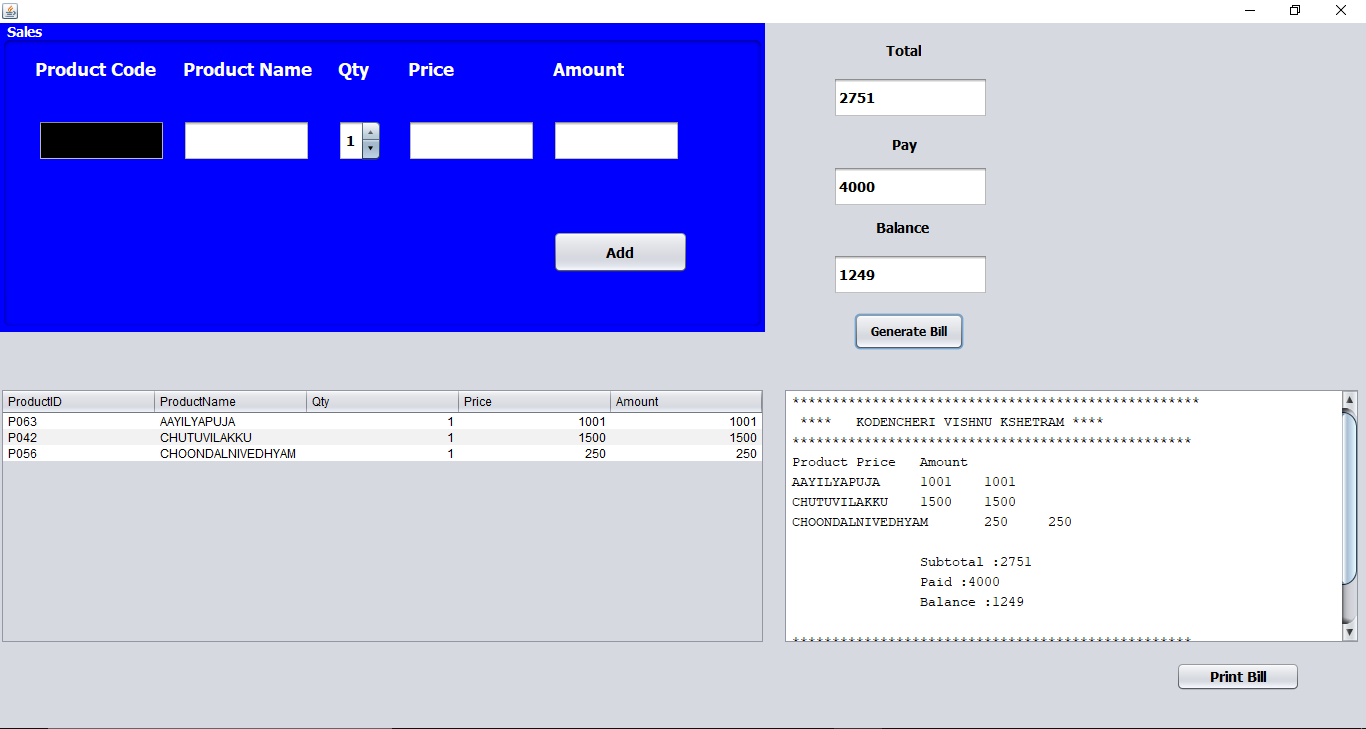 Sales
Product Code Product Name Qty Price Amount
1
Add
Total
2751
Pay
4000
Balance
1249
Generate Bill
ProductID ProductName Qty Price Amount
P063 AAYILYAPUJA 1 1001 1001
P042 CHUTUVILAKKU 1 1500 1500
P056 CHOONDALNIVEDHYAM 1 250 250
***************************************************
**** KODENCHERI VISHNU KSHETRAM ****
**************************************************
Product Price Amount
AAYILYAPUJA 1001 1001
CHUTUVILAKKU 1500 1500
CHOONDALNIVEDHYAM 250 250
Subtotal :2751
Paid :4000
Balance :1249
**************************************************
Print Bill